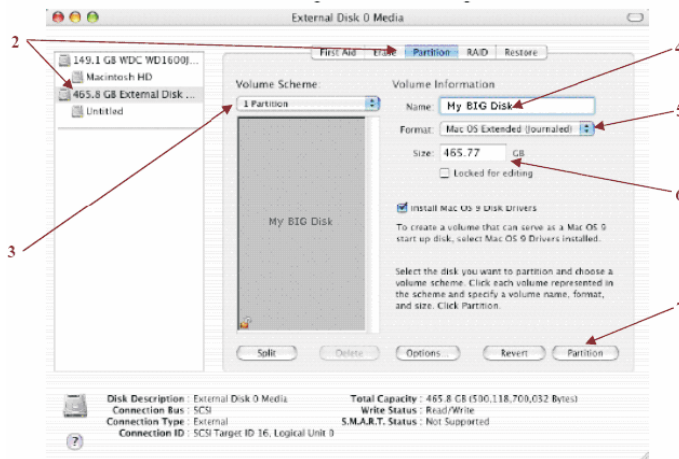 External Disk 0 Media
2
First Aid Erase Partition RAID Restore
4
149.1 GB WDC WD1600J...
Macintosh HD
465.8 GB External Disk ...
Untitled
Volume Scheme:
Volume Information
1 Partition
Name: My BIG Disk
5
Format: Mac OS Extended (Journaled)
Size: 465.77 GB
Locked for editing
6
My BIG Disk
Install Mac OS 9 Disk Drivers
To create a volume that can serve as a Mac OS 9
start up disk, select Mac OS 9 Drivers installed.
3
Select the disk you want to partition and choose a
volume scheme. Click each volume represented in
the scheme and specify a volume name, format,
and size. Click Partition.
Split Delete Options... Revert Partition
Disk Description : External Disk 0 Media
Connection Bus : SCSI
Connection Type : External
Connection ID : SCSI Target ID 16, Logical Unit 0
Total Capacity : 465.8 GB (500,118,700,032 Bytes)
Write Status : Read/Write
S.M.A.R.T. Status : Not Supported
?